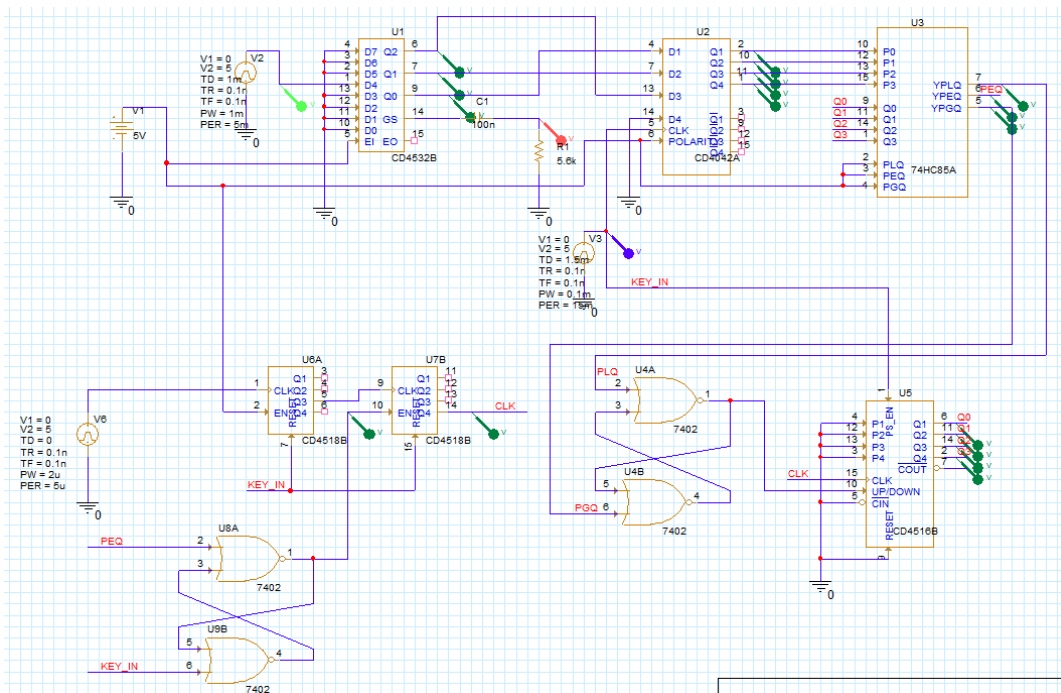 V1
5V
0
V2
V1 = 0
V2 = 5
TD = 1m
TR = 0.1n
TF = 0.1n
PW = 1m
PER = 5m
0
U1
4 D7 Q2 6
3 D6
2 D5 Q1 7
1 D4
13 D3 Q0 9
12 D2
11 D1 GS 14
10 D0
5 EI EO 15
CD4532B
0
C1
100n
R1
5.6k
0
U2
4 D1 Q1 2
Q2 10
7 D2 Q3 11
Q4 1
13 D3
14 D4 3
5 CLK 9
6 POLARITY 12
15
CD4042A
0
U3
10 P0
12 P1
13 P2
15 P3
YPLQ 7
YPEQ 6
YPGQ 5
PEQ
Q0 9 Q0
Q1 11 Q1
Q2 14 Q2
Q3 1 Q3
2 PLQ
3 PEQ
4 PGQ
74HC85A
V3
V1 = 0
V2 = 5
TD = 1.5m
TR = 0.1n
TF = 0.1n
PW = 0.1m
PER = 15m
0
KEY_IN
V6
V1 = 0
V2 = 5
TD = 0
TR = 0.1n
TF = 0.1n
PW = 2u
PER = 5u
0
U6A
1 CLK
2 EN
Q1 3
Q2 4
Q3 5
Q4 6
RESET
7
CD4518B
U7B
9 CLK
10 EN
Q1 11
Q2 12
Q3 13
Q4 14
RESET
15
CD4518B
CLK
KEY_IN
PLQ
U4A
2
3
1
7402
U4B
PGQ
5
6
4
7402
U5
1
PS_EN
4 P1
12 P2
13 P3
3 P4
Q1 6 Q0
Q2 11 Q1
Q3 14 Q2
Q4 2 Q3
COUT 7
CLK 15 CLK
10 UP/DOWN
5 CIN
RESET
9
CD4516B
0
U8A
PEQ 2
3
1
7402
U9B
5
KEY_IN 6
4
7402